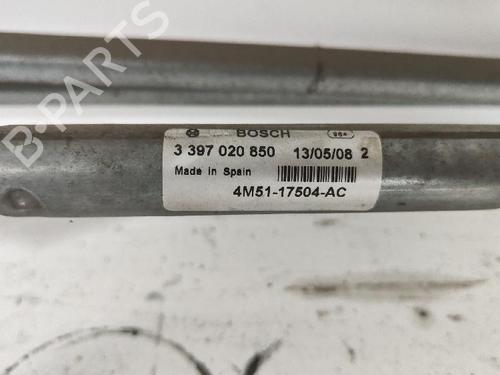 B-PARTS
BOSCH
3 397 020 850 13/05/08 2
Made in Spain
4M51-17504-AC